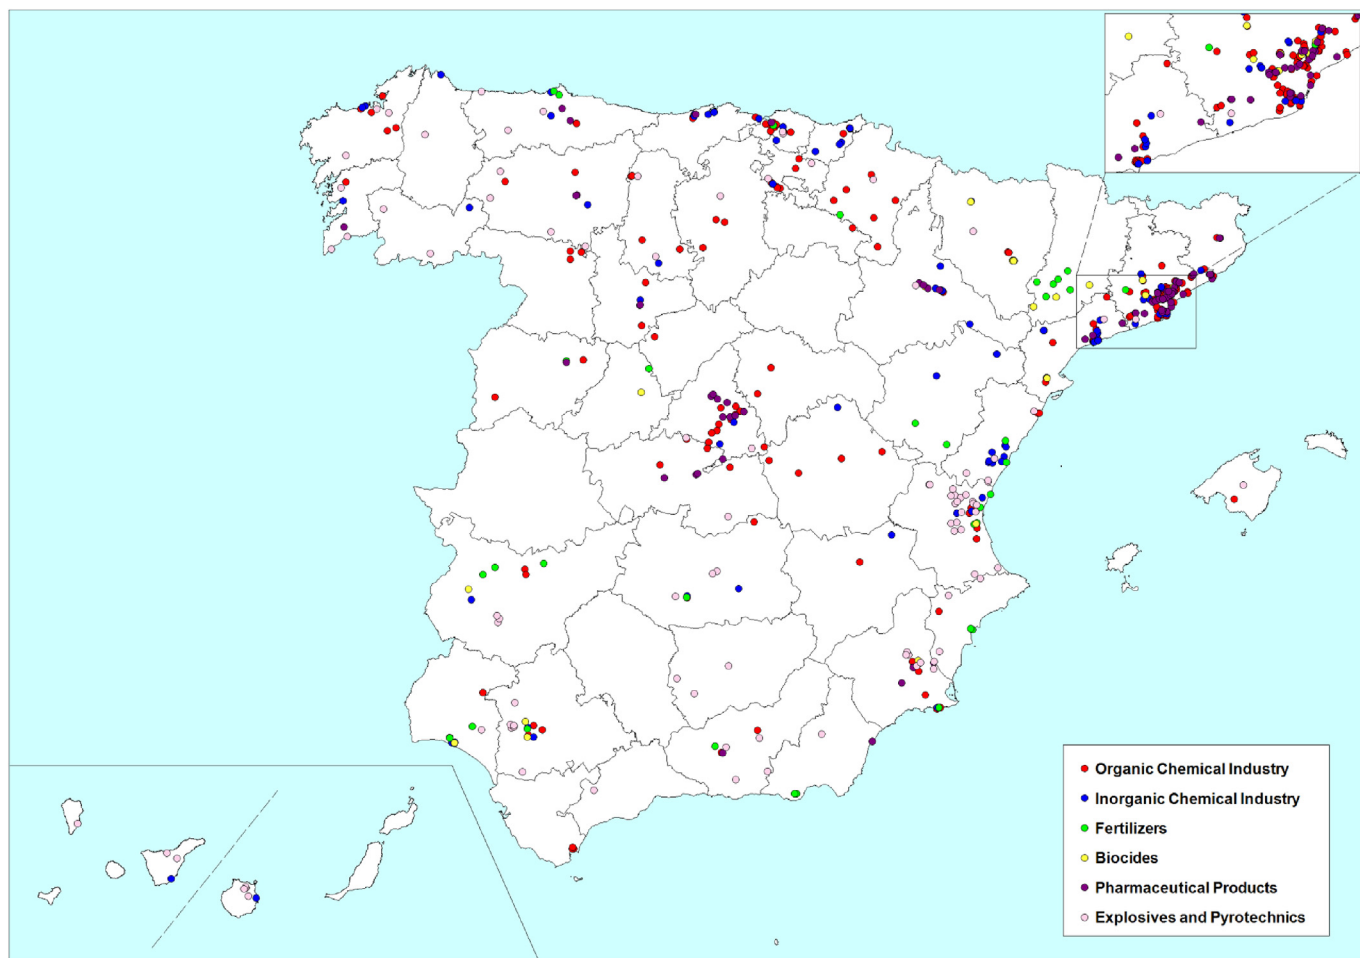 Organic Chemical Industry
Inorganic Chemical Industry
Fertilizers
Biocides
Pharmaceutical Products
Explosives and Pyrotechnics